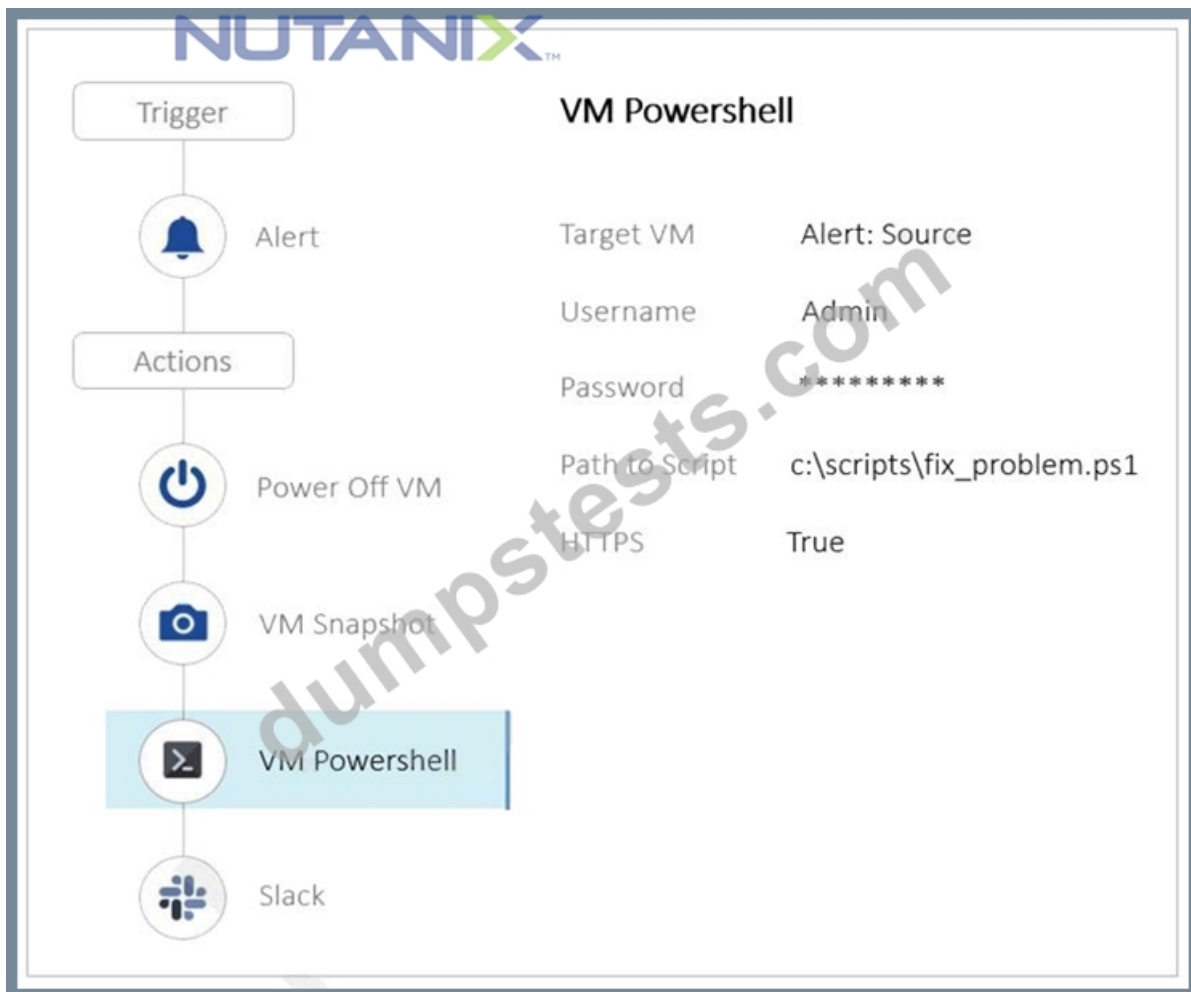 NUTANIX™
Trigger
VM Powershell
Alert
Target VM Alert: Source
Username Admin
Actions
Password *********
Path to Script c:\scripts\fix_problem.ps1
Power Off VM
HTTPS True
VM Snapshot
VM Powershell
Slack
dumpstests.com